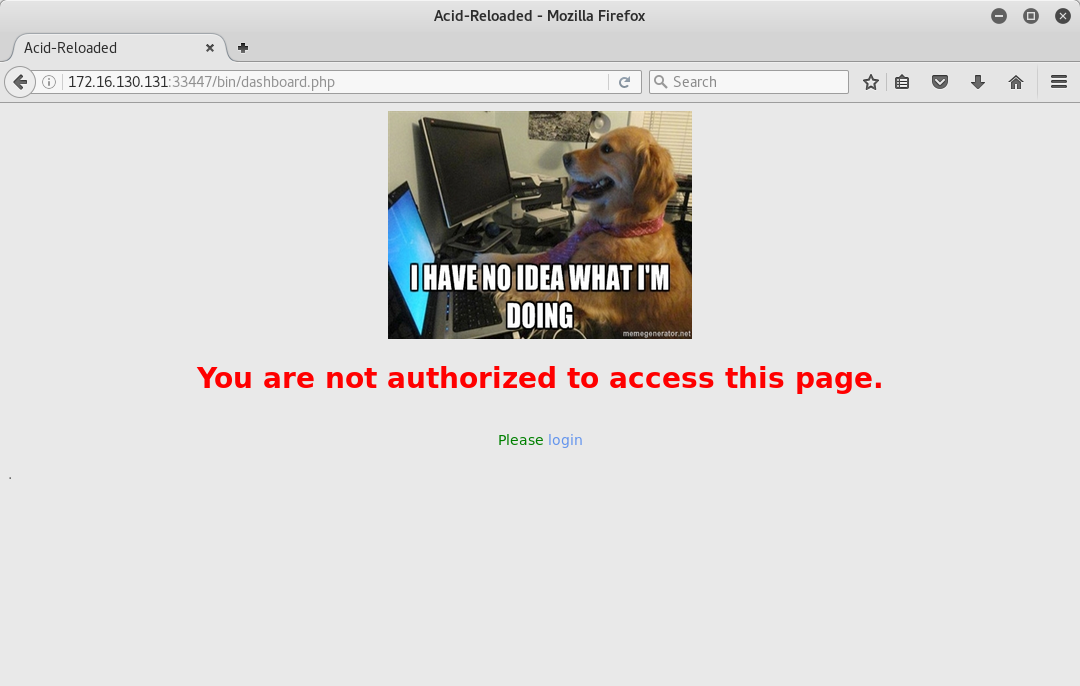 Acid-Reloaded - Mozilla Firefox
Acid-Reloaded
172.16.130.131:33447/bin/dashboard.php
Search
I HAVE NO IDEA WHAT I'M
DOING
memegenerator.net
You are not authorized to access this page.
Please login
.